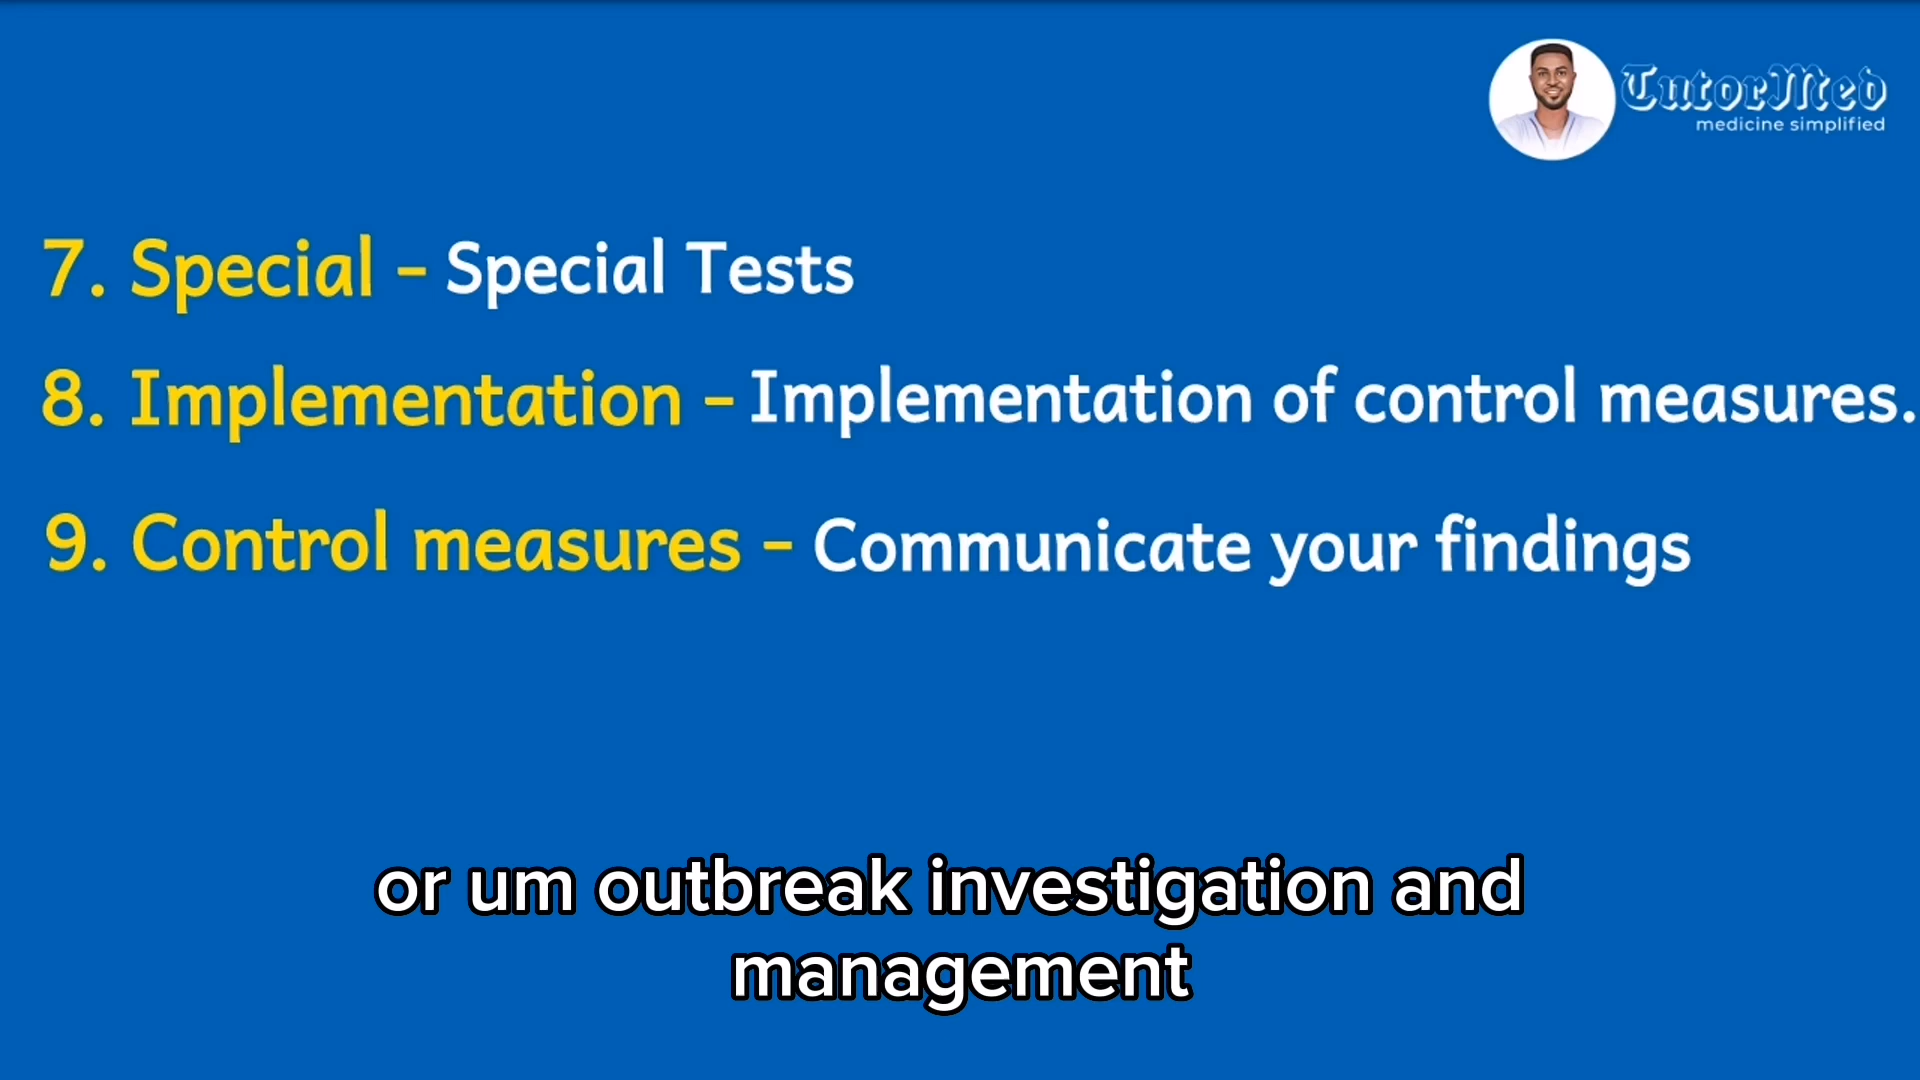 TutorMed
medicine simplified
7. Special - Special Tests
8. Implementation - Implementation of control measures.
9. Control measures - Communicate your findings
or um outbreak investigation and
management